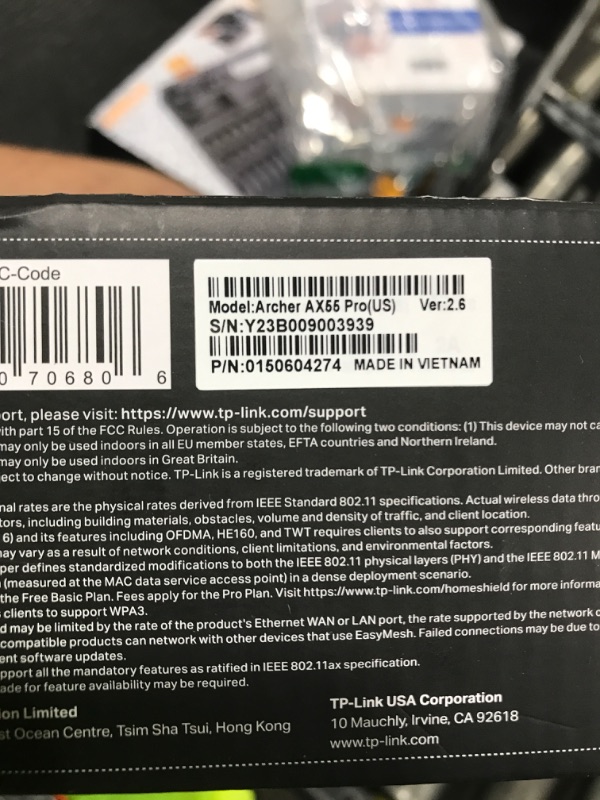 C-Code
0 70680 6
Model:Archer AX55 Pro(US) Ver:2.6
S/N:Y23B009003939
P/N:0150604274 MADE IN VIETNAM
ort, please visit: https://www.tp-link.com/support
ith part 15 of the FCC Rules. Operation is subject to the following two conditions: (1) This device may not ca
may only be used indoors in all EU member states, EFTA countries and Northern Ireland.
may only be used indoors in Great Britain.
ject to change without notice. TP-Link is a registered trademark of TP-Link Corporation Limited. Other bran
nal rates are the physical rates derived from IEEE Standard 802.11 specifications. Actual wireless data thro
tors, including building materials, obstacles, volume and density of traffic, and client location.
6) and its features including OFDMA, HE160, and TWT requires clients to also support corresponding featu
may vary as a result of network conditions, client limitations, and environmental factors.
per defines standardized modifications to both the IEEE 802.11 physical layers (PHY) and the IEEE 802.11 M
(measured at the MAC data service access point) in a dense deployment scenario.
the Free Basic Plan. Fees apply for the Pro Plan. Visit https://www.tp-link.com/homeshield for more informa
clients to support WPA3.
d may be limited by the rate of the product's Ethernet WAN or LAN port, the rate supported by the network c
compatible products can network with other devices that use EasyMesh. Failed connections may be due to
ent software updates.
pport all the mandatory features as ratified in IEEE 802.11ax specification.
ade for feature availability may be required.
ion Limited
st Ocean Centre, Tsim Sha Tsui, Hong Kong
TP-Link USA Corporation
10 Mauchly, Irvine, CA 92618
www.tp-link.com